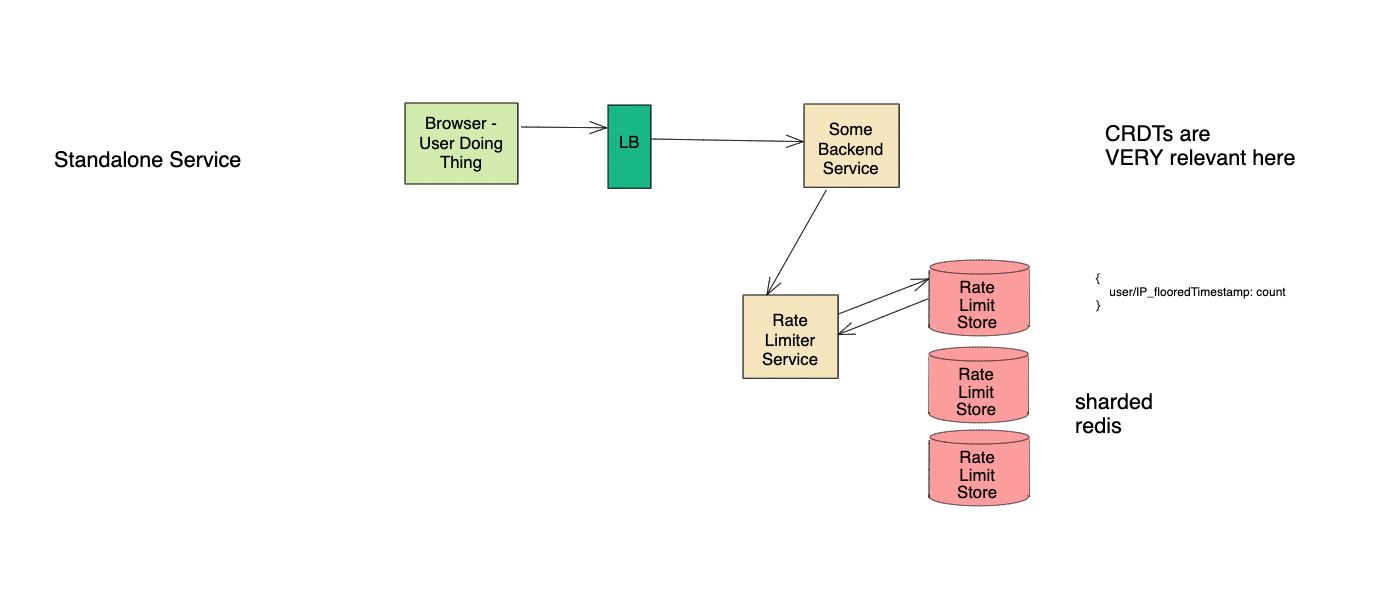 Standalone Service
Browser -
User Doing
Thing
LB
Some
Backend
Service
CRDTs are
VERY relevant here
Rate
Limiter
Service
Rate
Limit
Store
{
user/IP_flooredTimestamp: count
}
Rate
Limit
Store
sharded
redis
Rate
Limit
Store